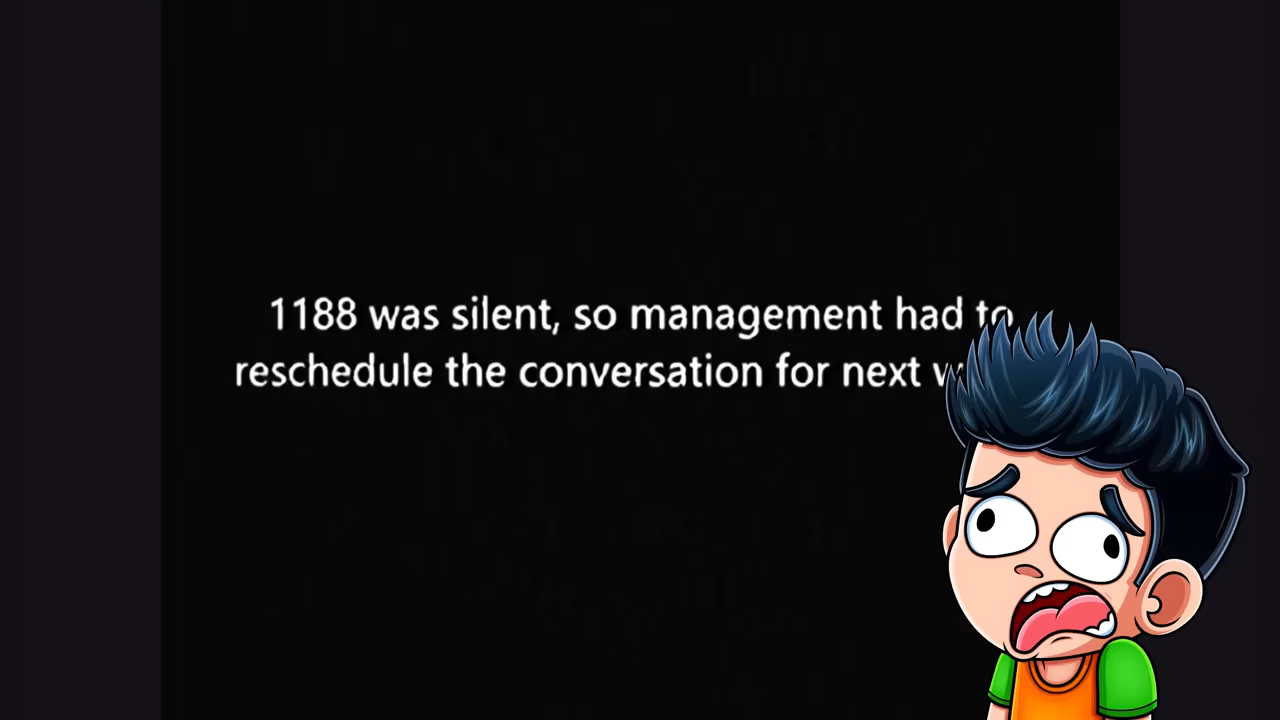 1188 was silent, so management had to
reschedule the conversation for next